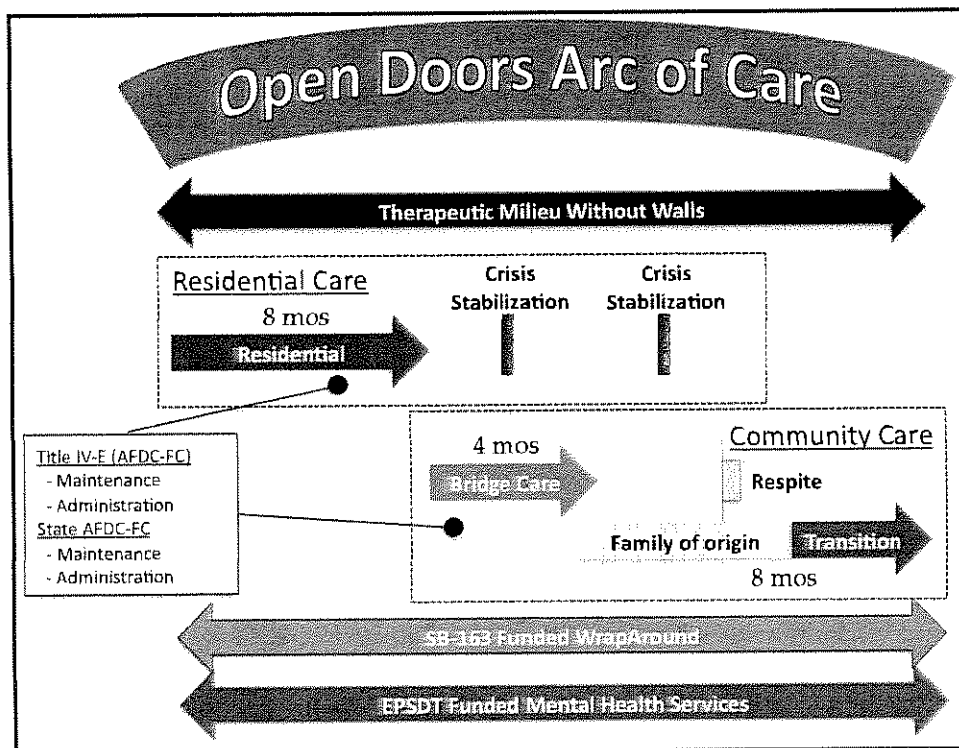 Open Doors Arc of Care
Therapeutic Milieu Without Walls
Residential Care
8 mos
Residential
Crisis
Stabilization
Crisis
Stabilization
Title IV-E (AFDC-FC)
- Maintenance
- Administration
State AFDC-FC
- Maintenance
- Administration
Community Care
4 mos
Bridge Care
Respite
Family of origin
Transition
8 mos
SB-163 Funded WrapAround
EPSDT Funded Mental Health Services